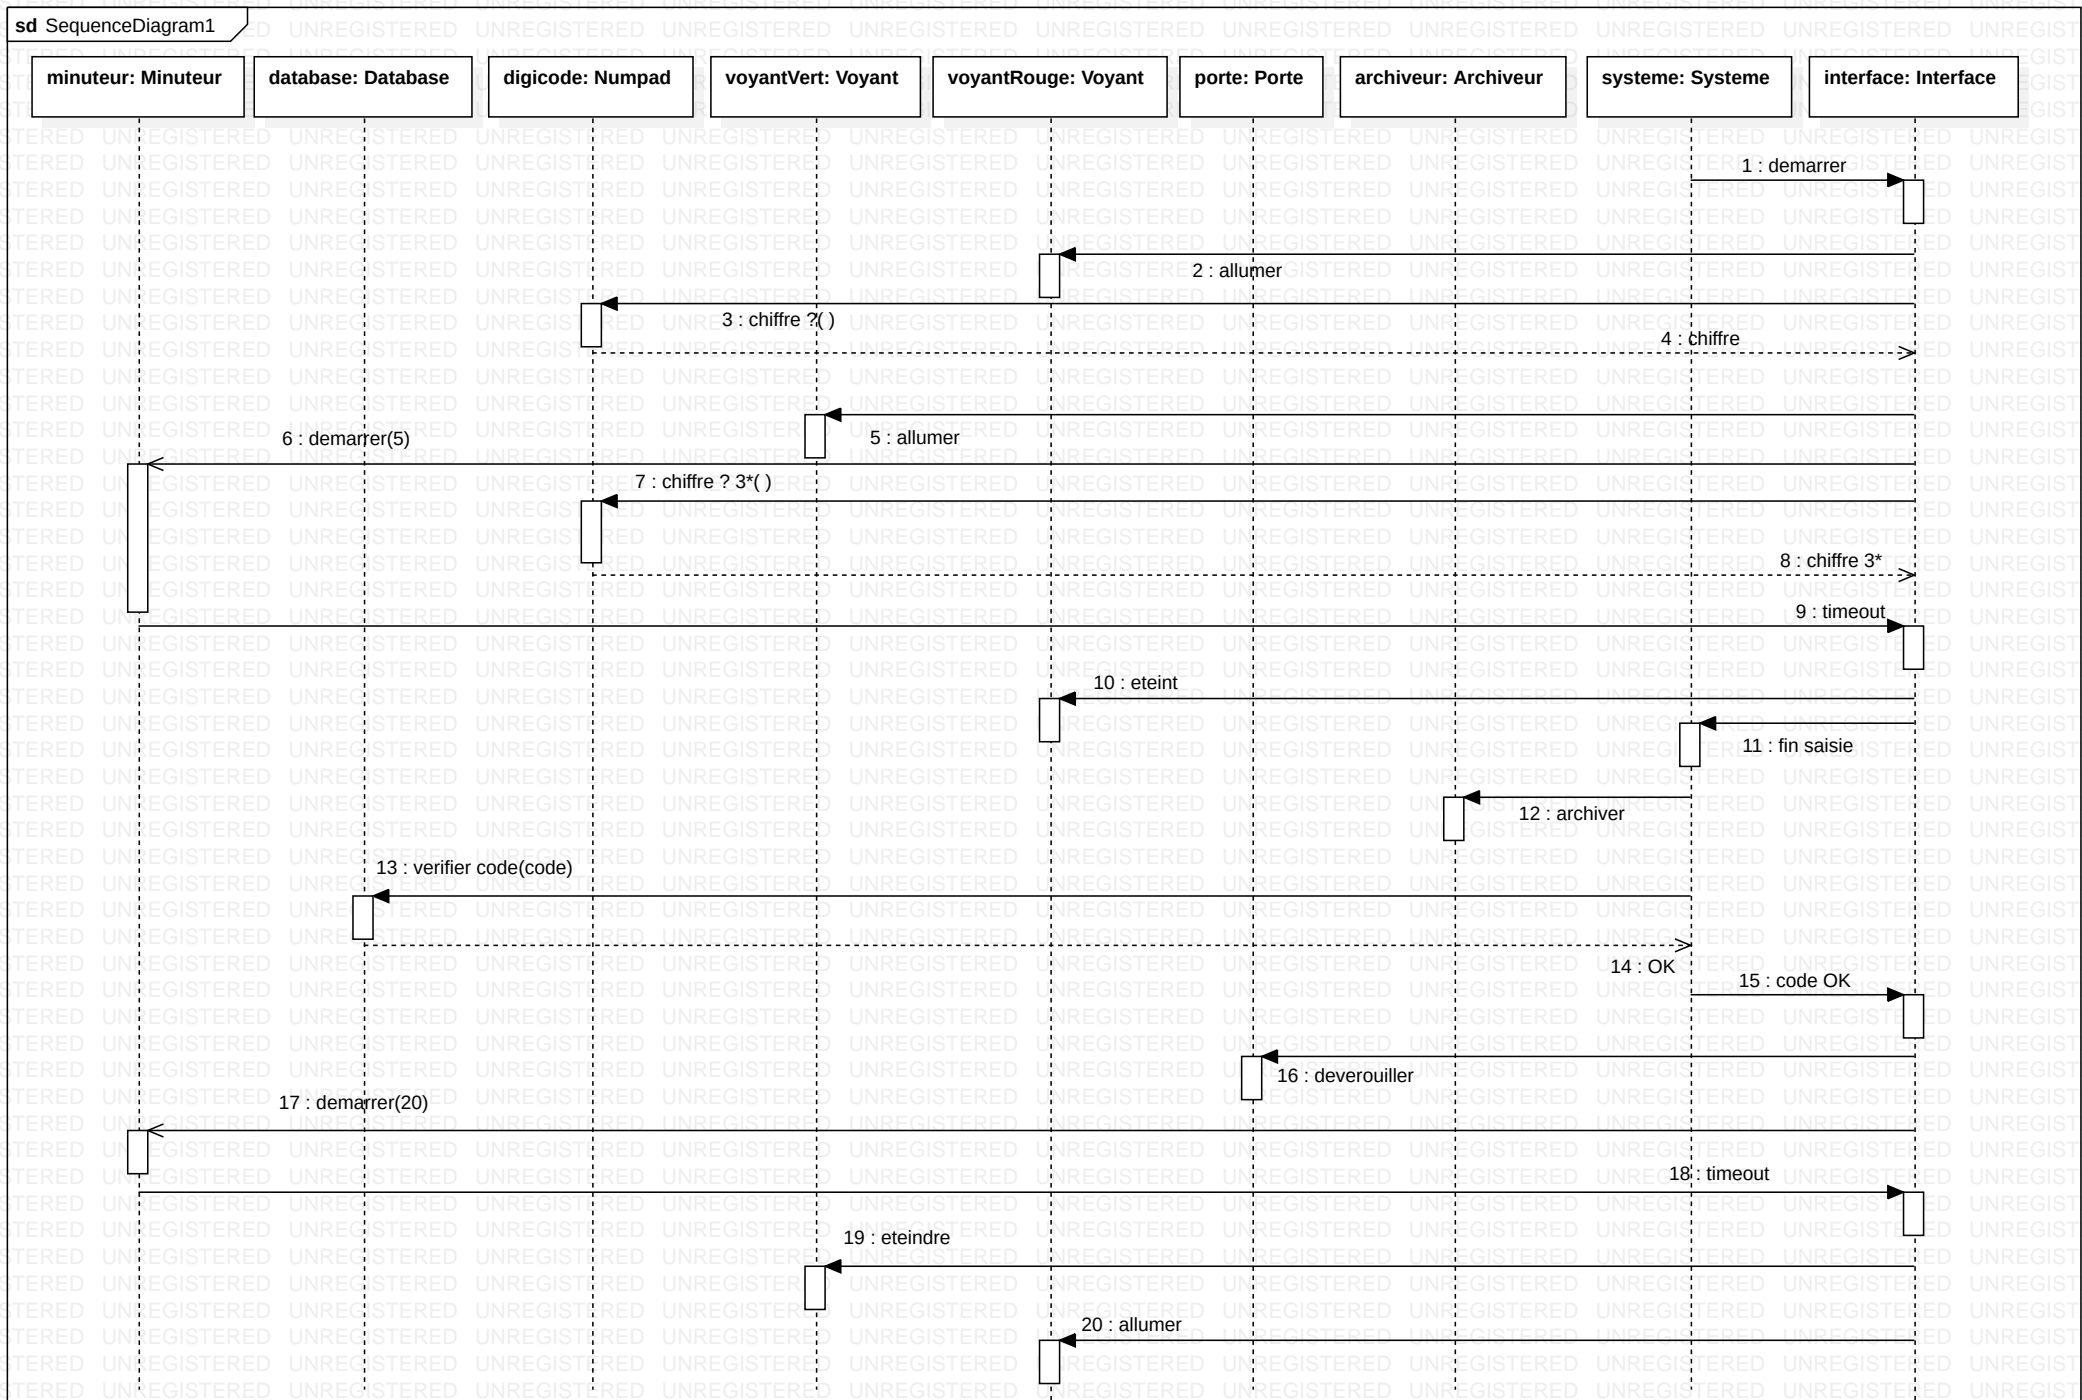 sd SequenceDiagram1
minuteur: Minuteur
database: Database
digicode: Numpad
voyantVert: Voyant
voyantRouge: Voyant
porte: Porte
archiveur: Archiveur
systeme: Systeme
interface: Interface
1 : demarrer
2 : allumer
3 : chiffre ?( )
4 : chiffre
5 : allumer
6 : demarrer(5)
7 : chiffre ? 3*( )
8 : chiffre 3*
9 : timeout
10 : eteint
11 : fin saisie
12 : archiver
13 : verifier code(code)
14 : OK
15 : code OK
16 : deverouiller
17 : demarrer(20)
18 : timeout
19 : eteindre
20 : allumer
UNREGISTERED